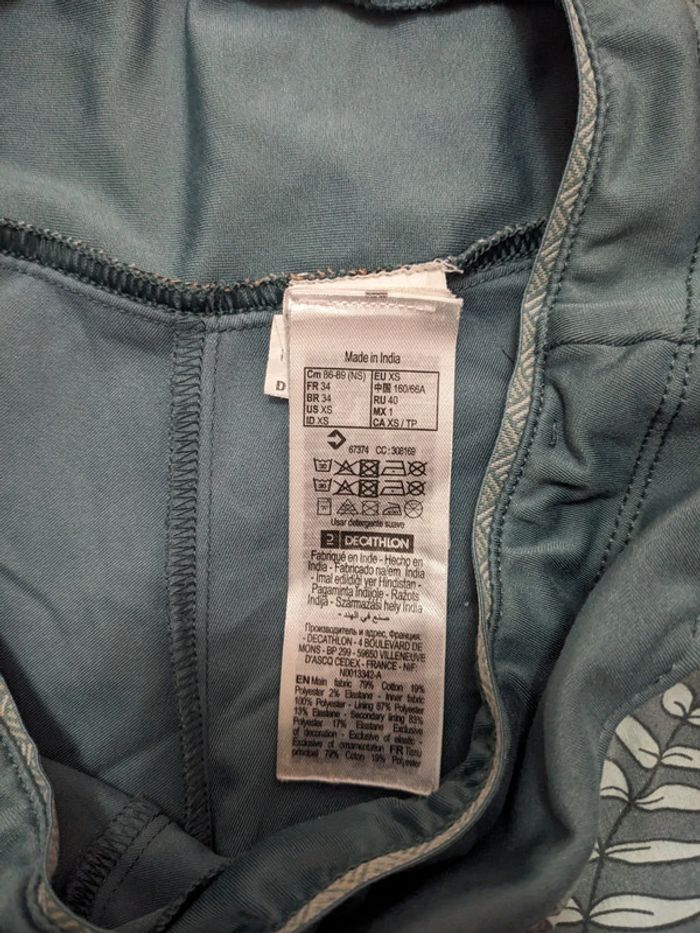 D
Made in India
Cm 86-89 (NS) EU XS
FR 34 中国 160/66A
BR 34 RU 40
US XS MX 1
ID XS CA XS / TP
67374 CC : 308169
Usar detergente suave
DECATHLON
Fabriqué en Inde - Hecho en
India - Fabricado na/em India
- Imal edildiği yer Hindistan -
Pagaminta Indijoje - Ražots
Indijā - Származási hely India
- صنع في الهند
Производитель и адрес, Франция:
- DECATHLON - 4 BOULEVARD DE
MONS - BP 299 - 59650 VILLENEUVE
D'ASCQ CEDEX - FRANCE - NIF:
N0013342-A
EN Main fabric 79% Cotton 19%
Polyester 2% Elastane - Inner fabric
100% Polyester - Lining 87% Polyester
13% Elastane - Secondary lining 83%
Polyester 17% Elastane Exclusive
of decoration - Exclusive of elastic -
Exclusive of ornamentation FR Tissu
principal 79% Coton 19% Polyester